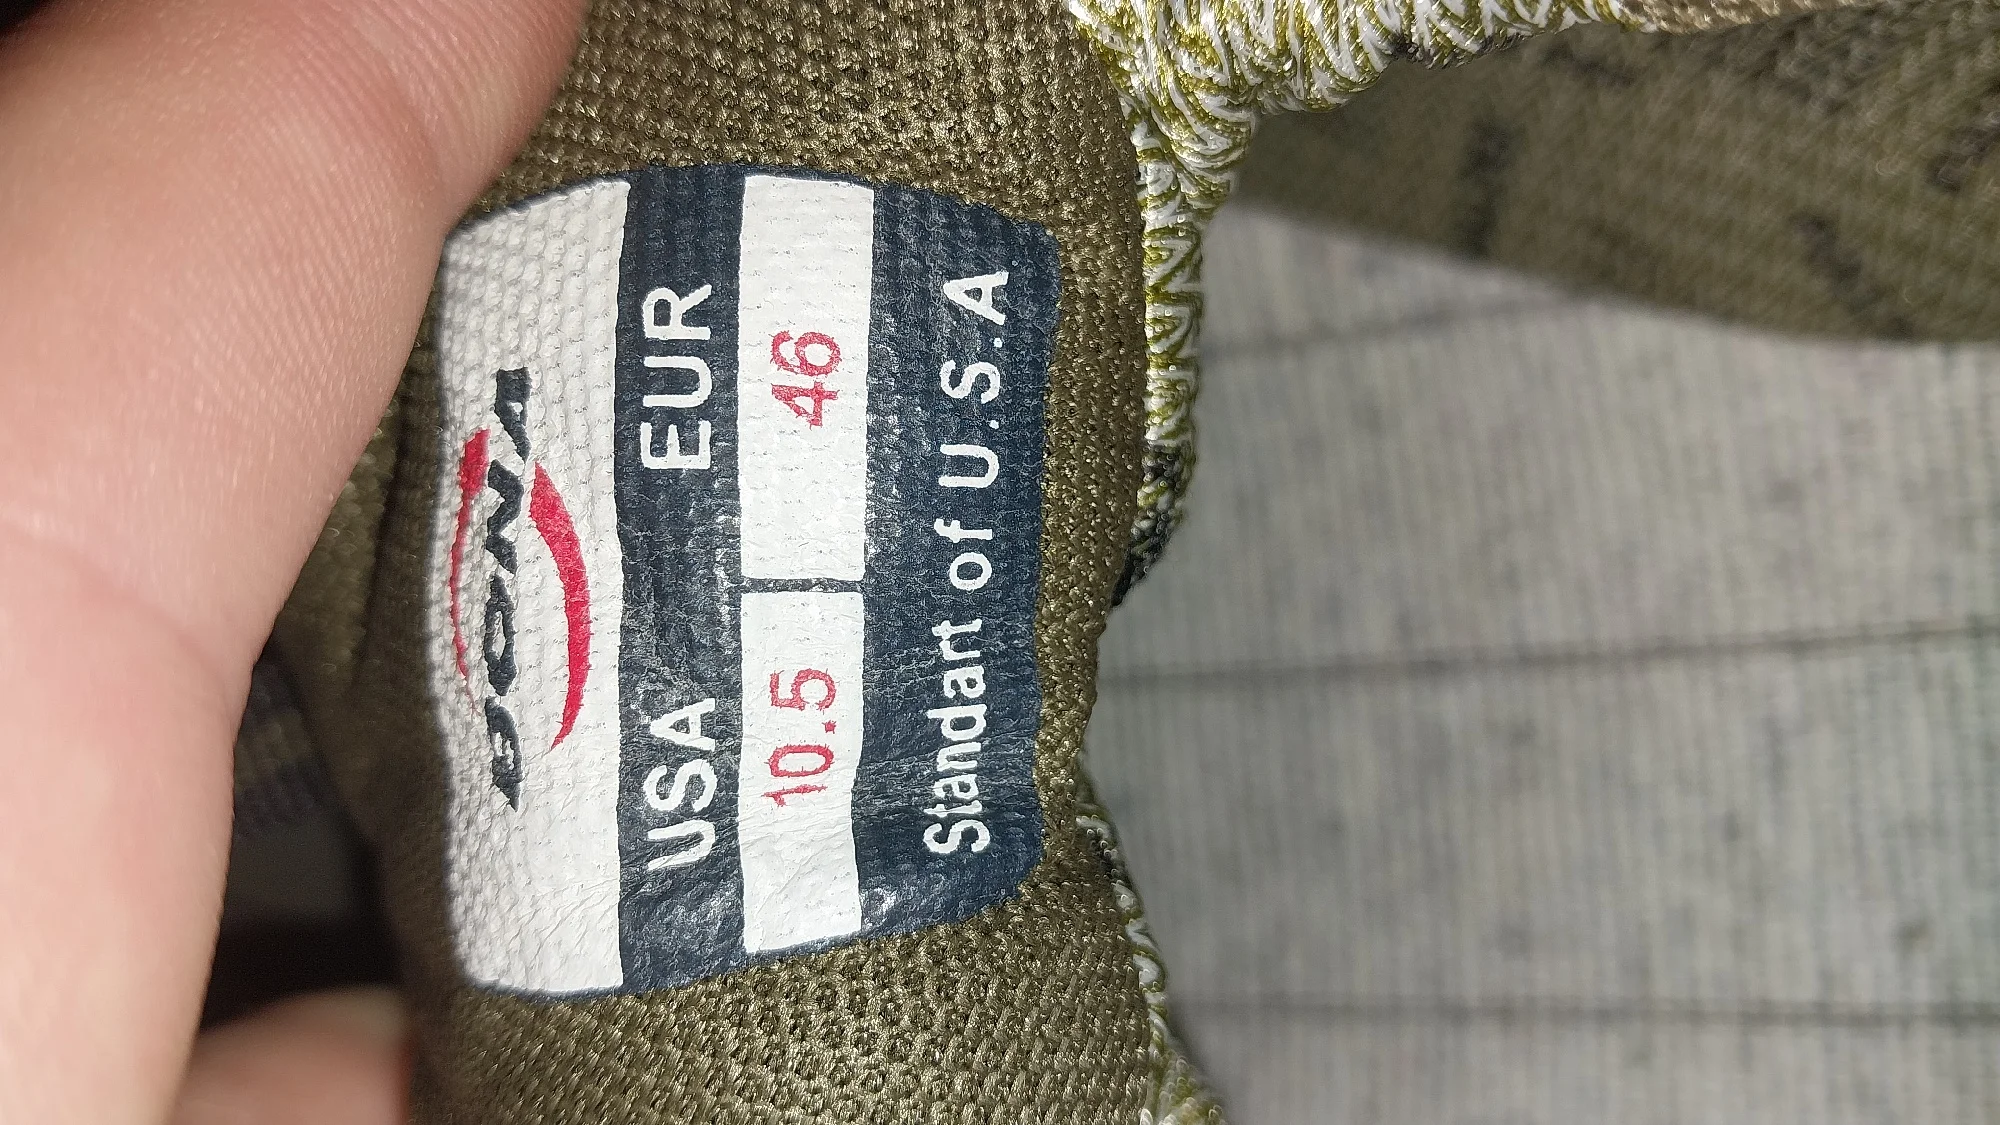 BONA
USA EUR
10.5 46
Standart of U.S.A